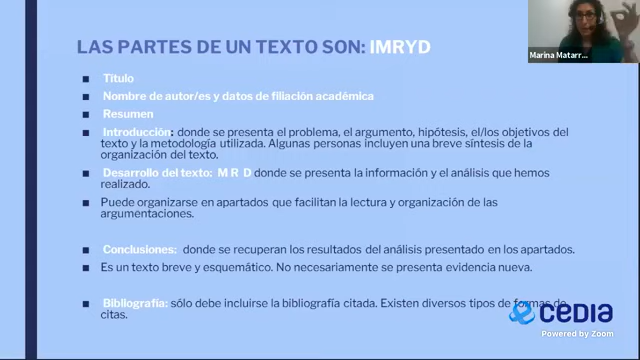 LAS PARTES DE UN TEXTO SON: IMRYD
Marina Matarr...
■ Título
■ Nombre de autor/es y datos de filiación académica
■ Resumen
■ Introducción: donde se presenta el problema, el argumento, hipótesis, el/los objetivos del
texto y la metodología utilizada. Algunas personas incluyen una breve síntesis de la
organización del texto.
■ Desarrollo del texto: M R D donde se presenta la información y el análisis que hemos
realizado.
■ Puede organizarse en apartados que facilitan la lectura y organización de las
argumentaciones.
■ Conclusiones: donde se recuperan los resultados del análisis presentado en los apartados.
■ Es un texto breve y esquemático. No necesariamente se presenta evidencia nueva.
■ Bibliografía: sólo debe incluirse la bibliografía citada. Existen diversos tipos de formas de
citas.
CEDIA
Powered by Zoom